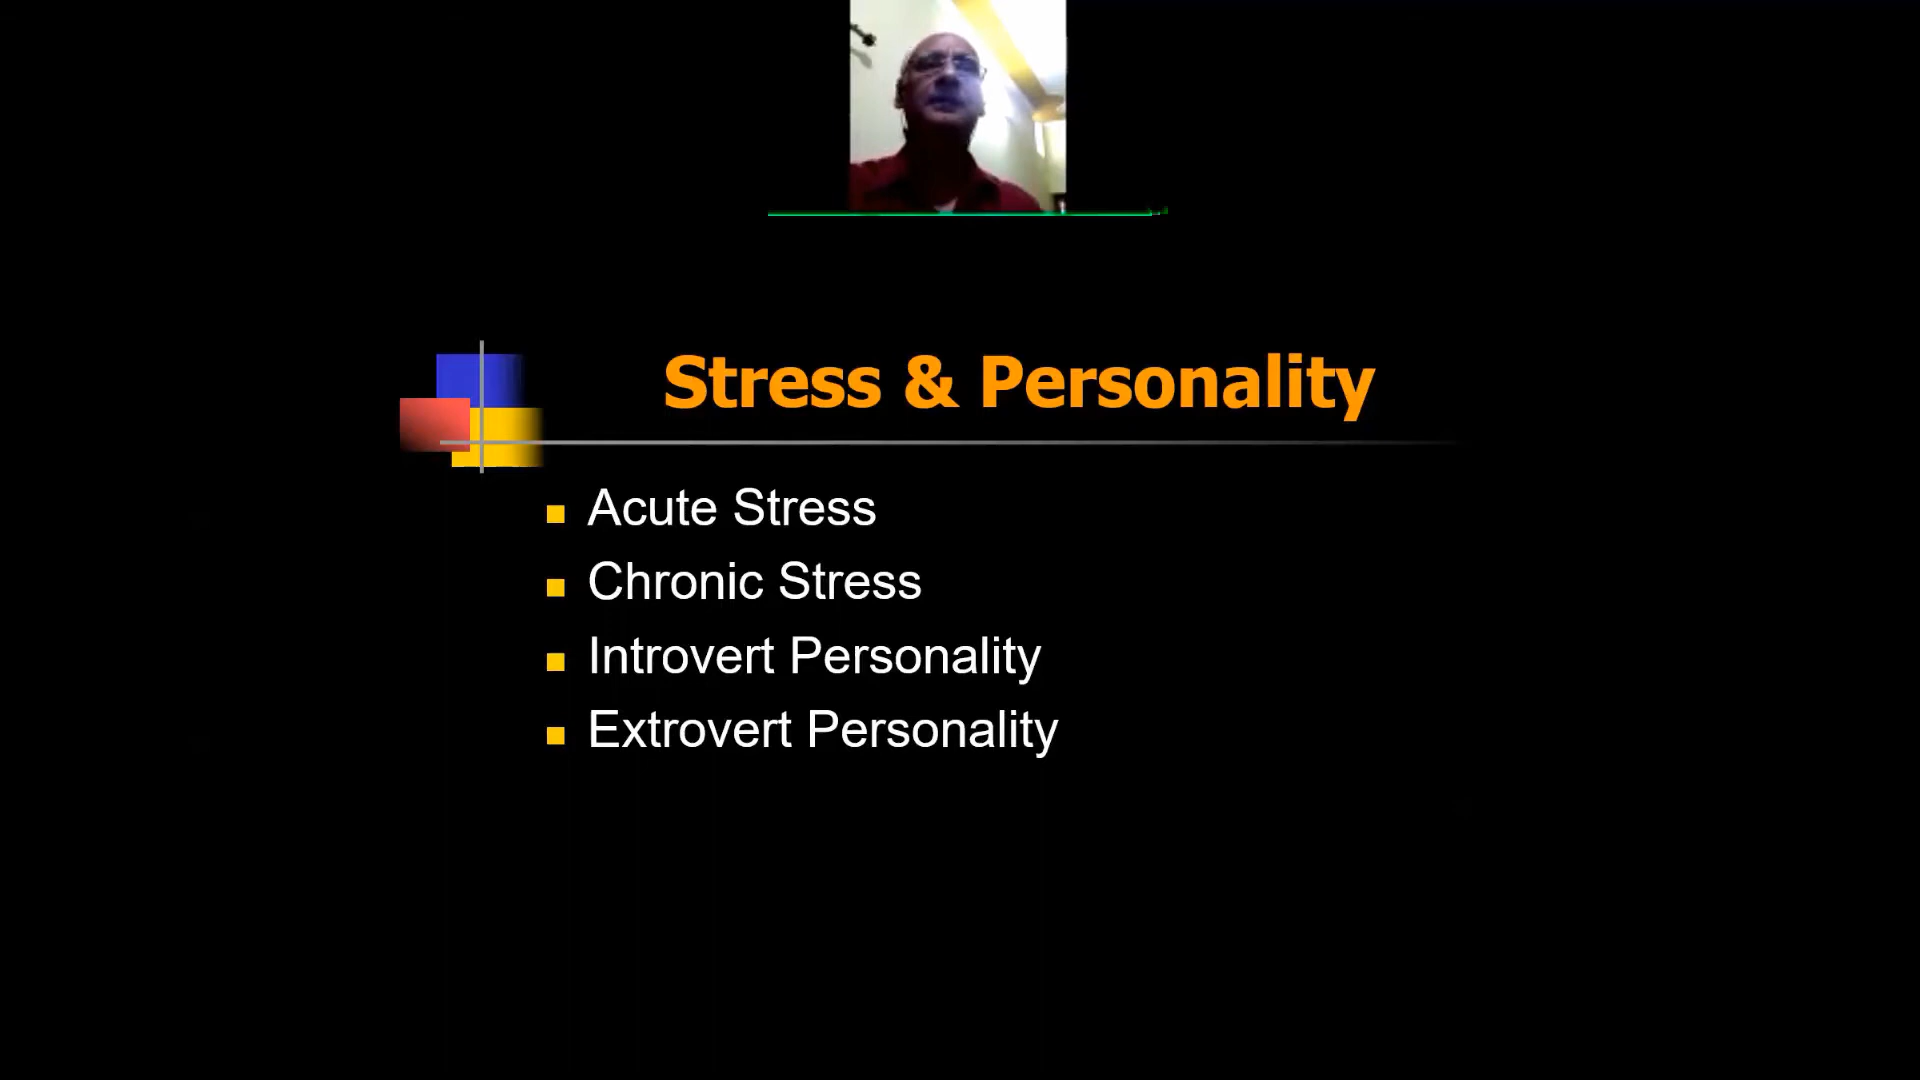 Stress & Personality
Acute Stress
Chronic Stress
Introvert Personality
Extrovert Personality